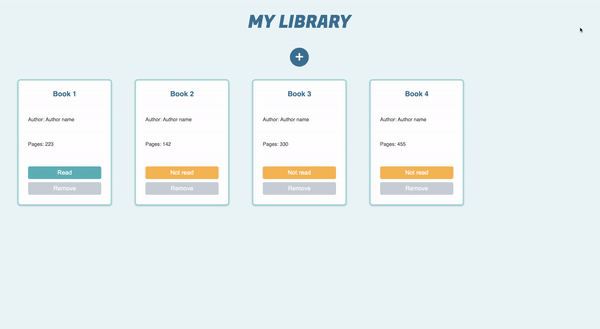 MY LIBRARY
+
Book 1
Author: Author name
Pages: 223
Read
Remove
Book 2
Author: Author name
Pages: 142
Not read
Remove
Book 3
Author: Author name
Pages: 330
Not read
Remove
Book 4
Author: Author name
Pages: 455
Not read
Remove